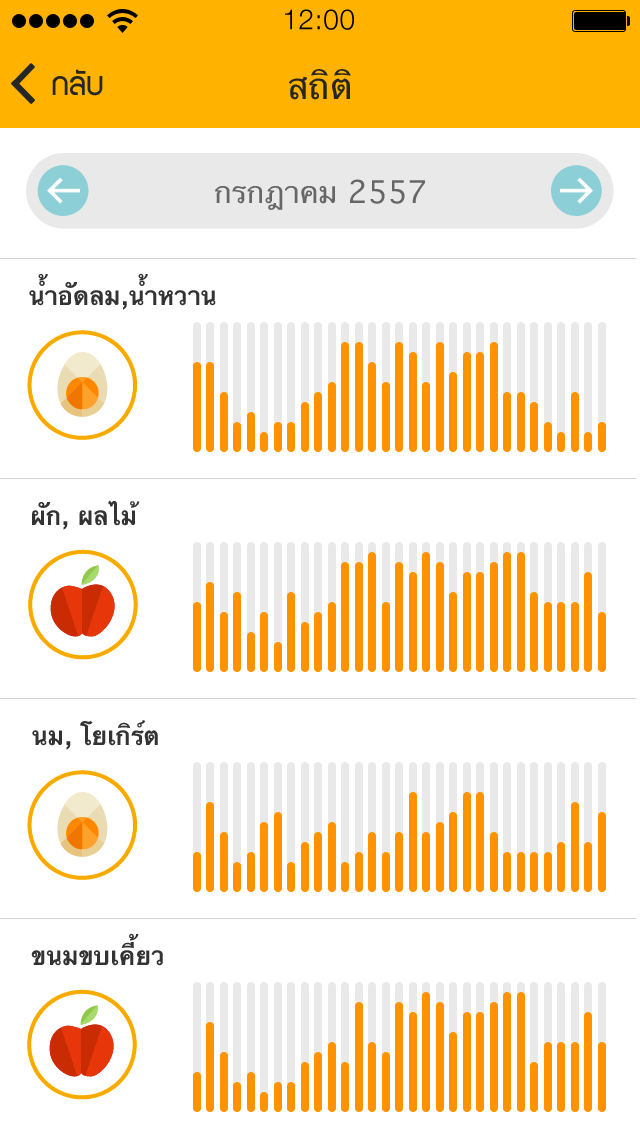 12:00
กลับ
สถิติ
กรกฎาคม 2557
น้ำอัดลม,น้ำหวาน
ผัก, ผลไม้
นม, โยเกิร์ต
ขนมขบเคี้ยว